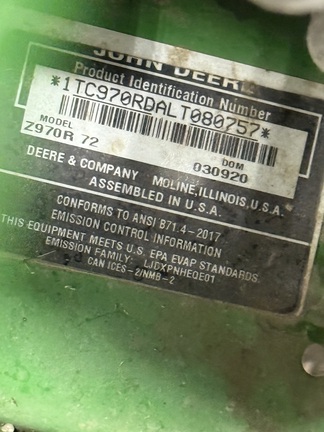 JOHN DEERE
Product Identification Number
*1TC970RDALT080757*
MODEL DOM
Z970R 72 030920
DEERE & COMPANY MOLINE, ILLINOIS, U.S.A.
ASSEMBLED IN U.S.A.
CONFORMS TO ANSI B71.4-2017
EMISSION CONTROL INFORMATION
THIS EQUIPMENT MEETS U.S. EPA EVAP STANDARDS.
EMISSION FAMILY: LJDXPNHEQE01
CAN ICES-2/NMB-2